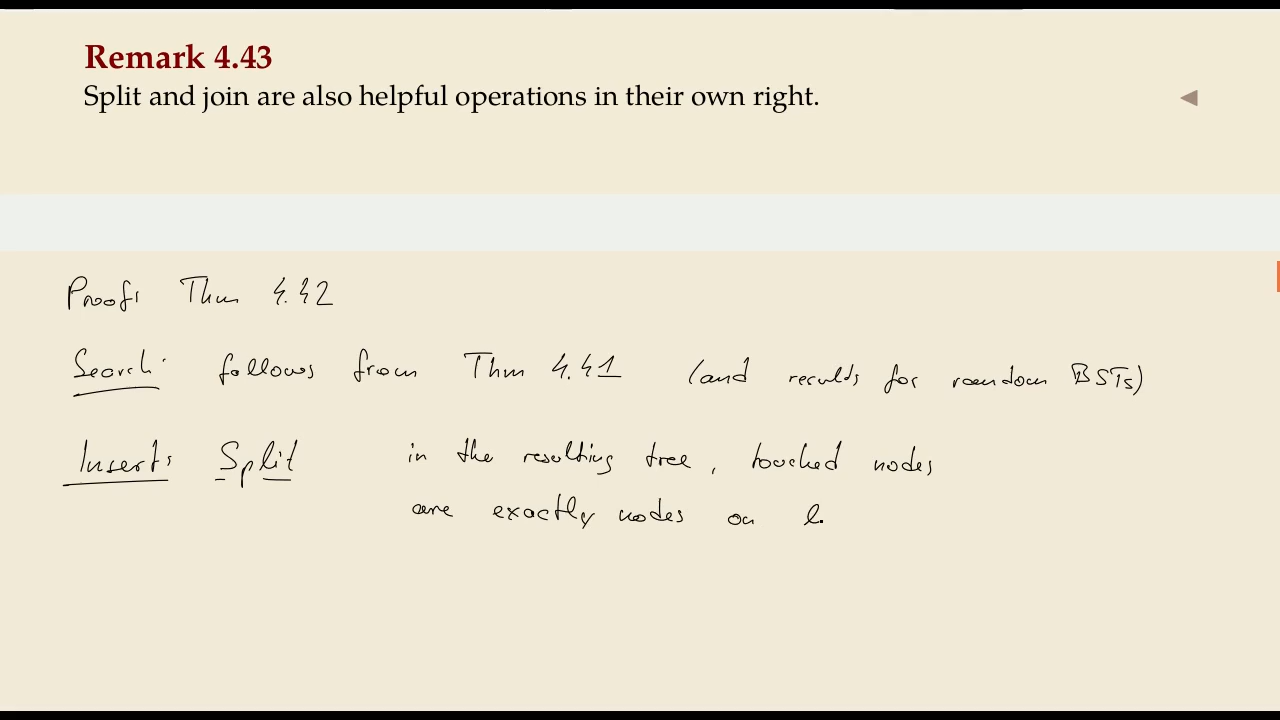 Remark 4.43
Split and join are also helpful operations in their own right.
Proof: Thm 4.42
Search: follows from Thm 4.41 (and results for random BSTs)
Insert: Split in the resulting tree, touched nodes
are exactly nodes on l.